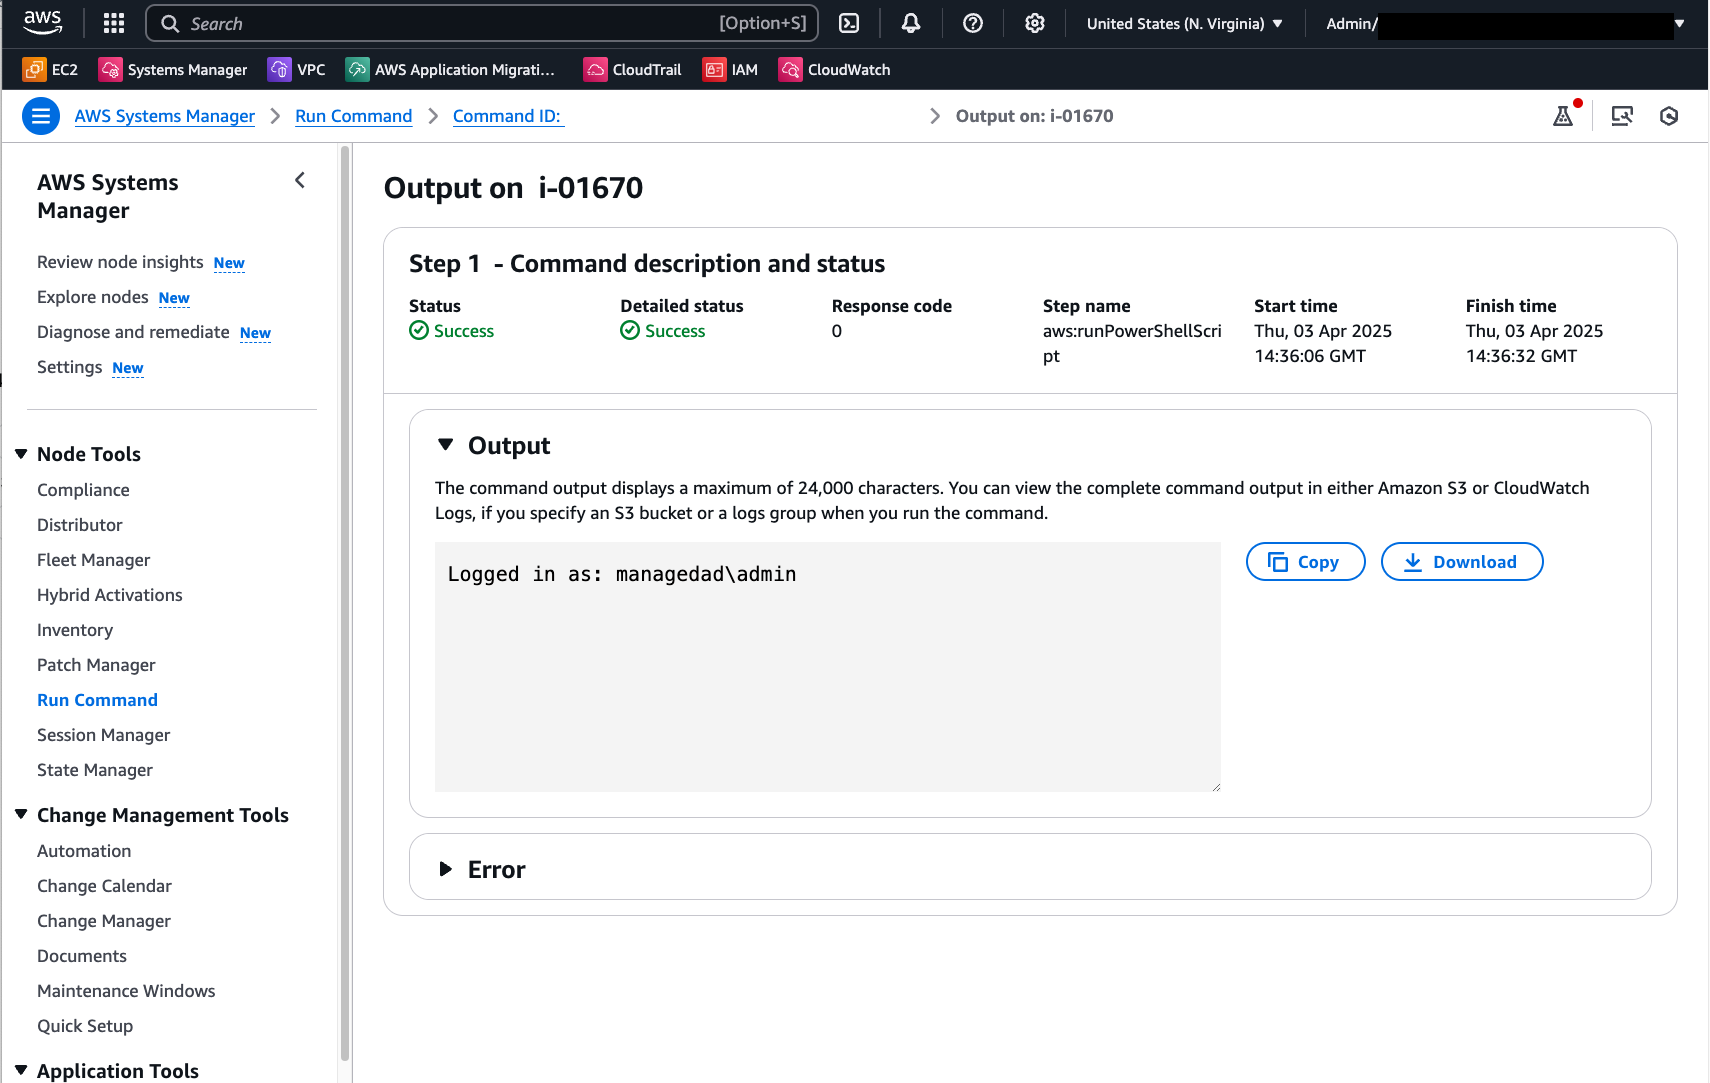 aws
Search
[Option+S]
United States (N. Virginia)
Admin/
EC2
Systems Manager
VPC
AWS Application Migrati...
CloudTrail
IAM
CloudWatch
AWS Systems Manager
Run Command
Command ID:
Output on: i-01670
AWS Systems
Manager
Review node insights New
Explore nodes New
Diagnose and remediate New
Settings New
Node Tools
Compliance
Distributor
Fleet Manager
Hybrid Activations
Inventory
Patch Manager
Run Command
Session Manager
State Manager
Change Management Tools
Automation
Change Calendar
Change Manager
Documents
Maintenance Windows
Quick Setup
Application Tools
Output on i-01670
Step 1 - Command description and status
Status
Success
Detailed status
Success
Response code
0
Step name
aws:runPowerShellScri
pt
Start time
Thu, 03 Apr 2025
14:36:06 GMT
Finish time
Thu, 03 Apr 2025
14:36:32 GMT
Output
The command output displays a maximum of 24,000 characters. You can view the complete command output in either Amazon S3 or CloudWatch
Logs, if you specify an S3 bucket or a logs group when you run the command.
Logged in as: managedad\admin
Copy
Download
Error